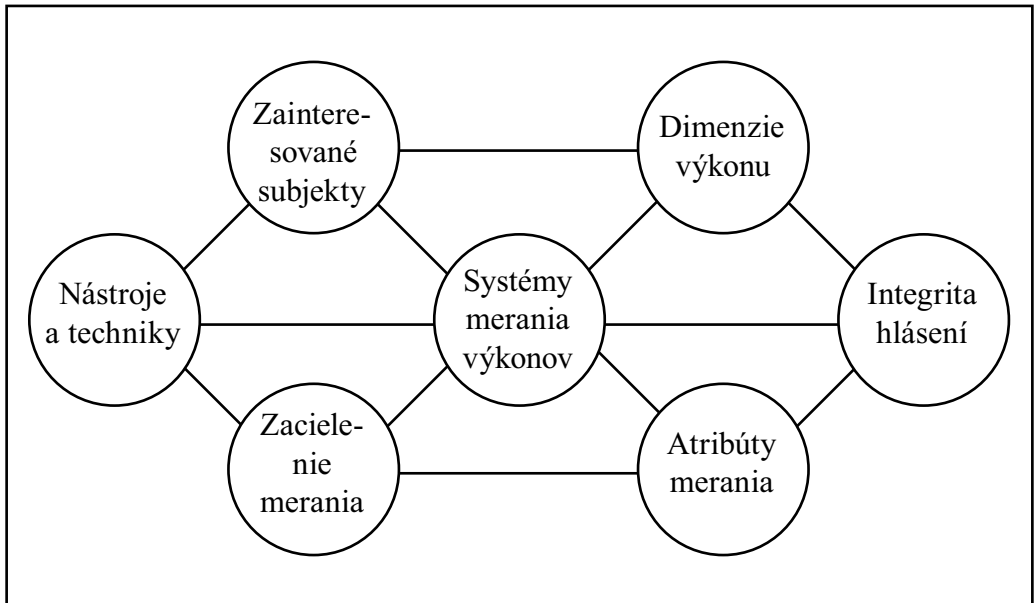 Zaintere-
sované
subjekty
Dimenzie
výkonu
Nástroje
a techniky
Systémy
merania
výkonov
Integrita
hlásení
Zaciele-
nie
merania
Atribúty
merania